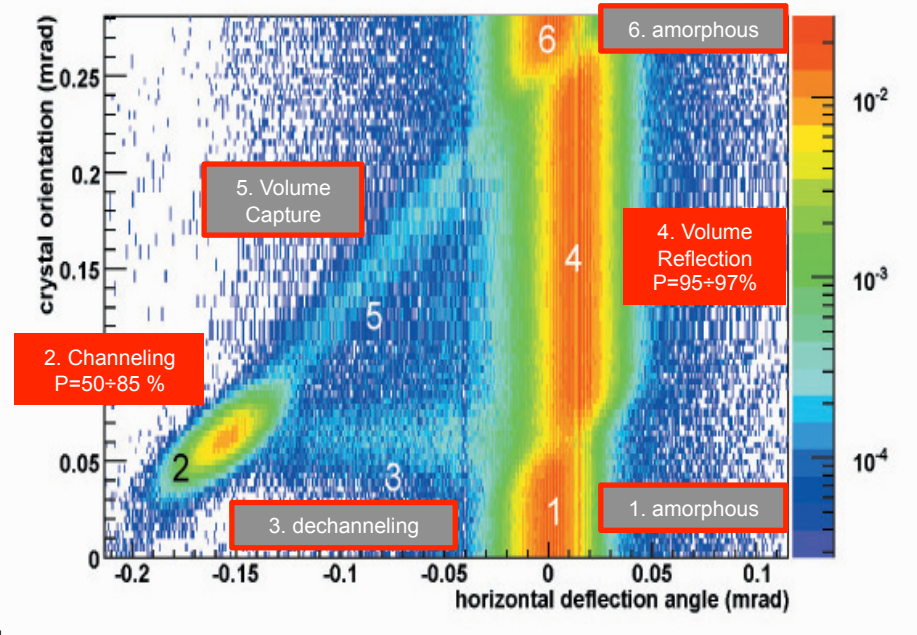 6. amorphous
6
crystal orientation (mrad)
0.25
0.2
0.15
0.05
0
5. Volume
Capture
4. Volume
Reflection
P=95÷97%
4
5
2. Channeling
P=50÷85 %
2
3
3. dechanneling
1
1. amorphous
-0.2
-0.15
-0.1
-0.05
0
0.05
0.1
horizontal deflection angle (mrad)
10-2
10-3
10-4